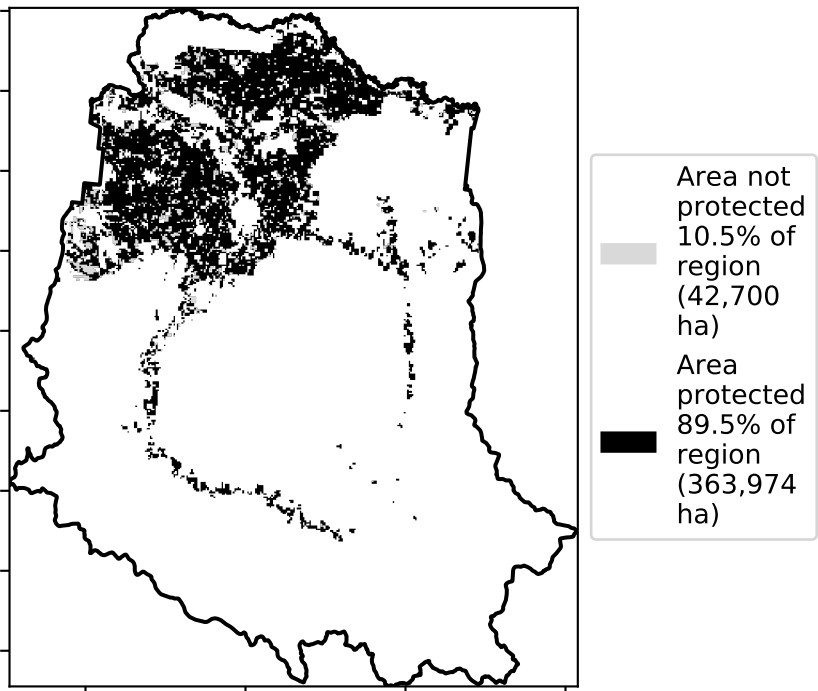 Area not
protected
10.5% of
region
(42,700
ha)
Area
protected
89.5% of
region
(363,974
ha)